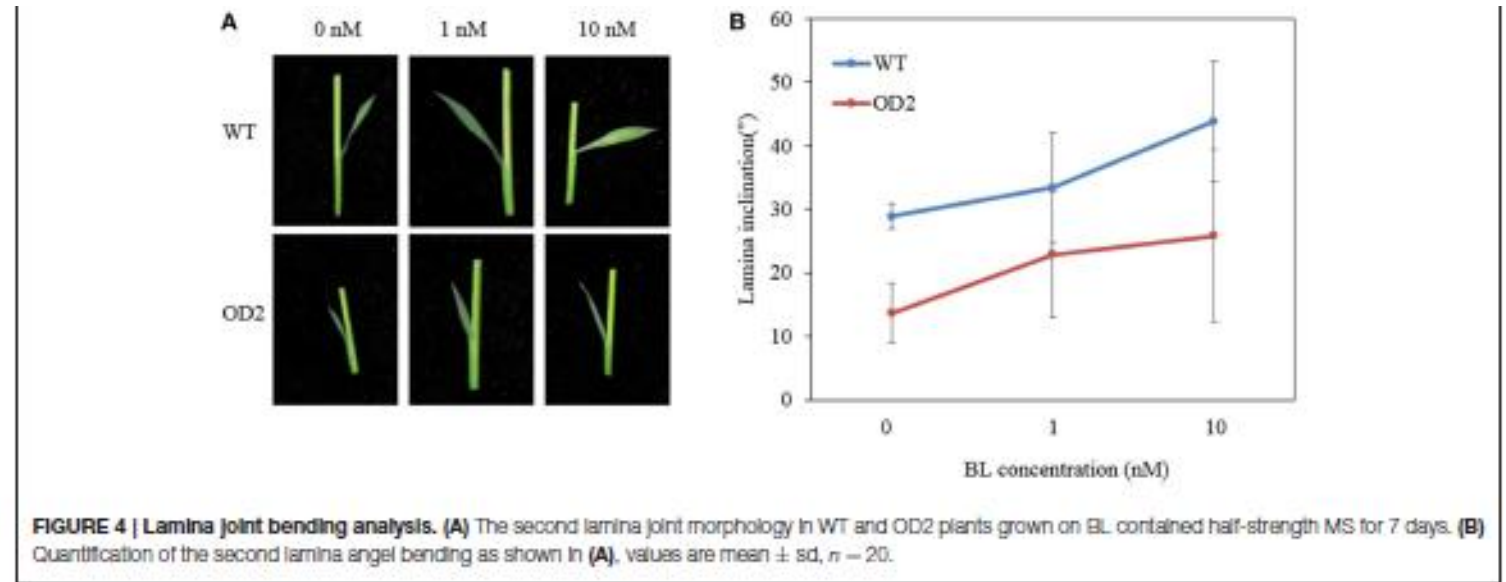 A
0 nM 1 nM 10 nM
WT
OD2
B
60
50
40
30
20
10
0
Lamina inclination(°)
WT
OD2
0 1 10
BL concentration (nM)
FIGURE 4 | Lamina joint bending analysis. (A) The second lamina joint morphology in WT and OD2 plants grown on BL contained half-strength MS for 7 days. (B)
Quantification of the second lamina angel bending as shown in (A), values are mean ± sd, n = 20.